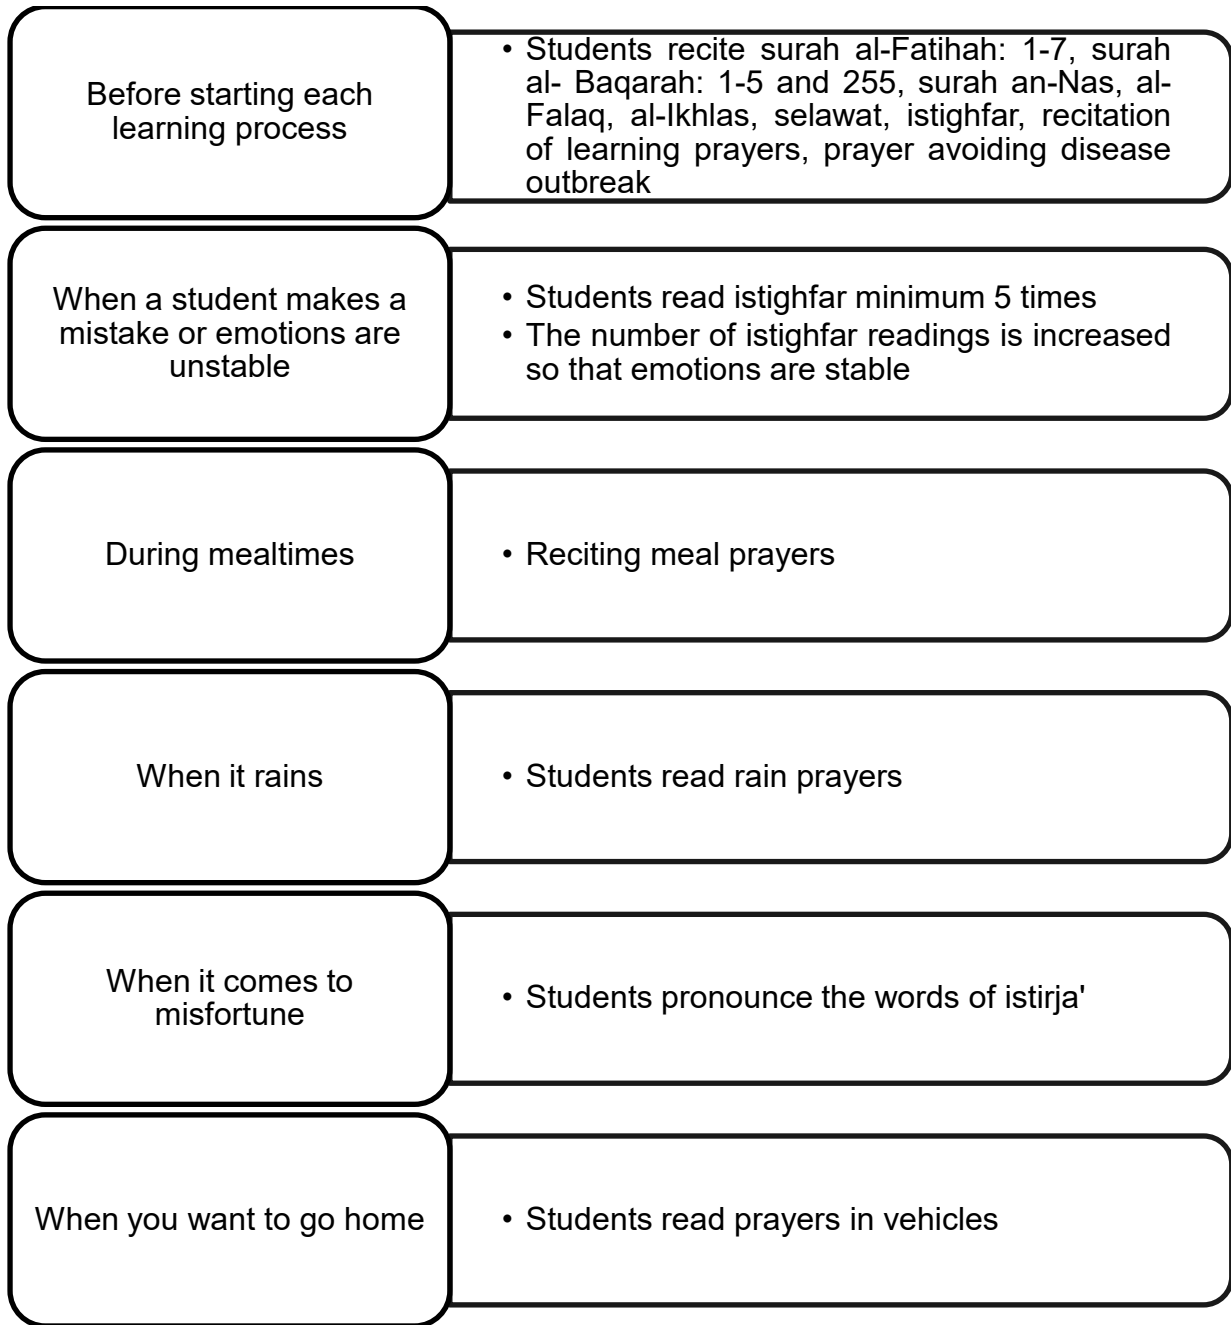 Before starting each
learning process
• Students recite surah al-Fatihah: 1-7, surah
al- Baqarah: 1-5 and 255, surah an-Nas, al-
Falaq, al-Ikhlas, selawat, istighfar, recitation
of learning prayers, prayer avoiding disease
outbreak
When a student makes a
mistake or emotions are
unstable
• Students read istighfar minimum 5 times
• The number of istighfar readings is increased
so that emotions are stable
During mealtimes
• Reciting meal prayers
When it rains
• Students read rain prayers
When it comes to
misfortune
• Students pronounce the words of istirja'
When you want to go home
• Students read prayers in vehicles